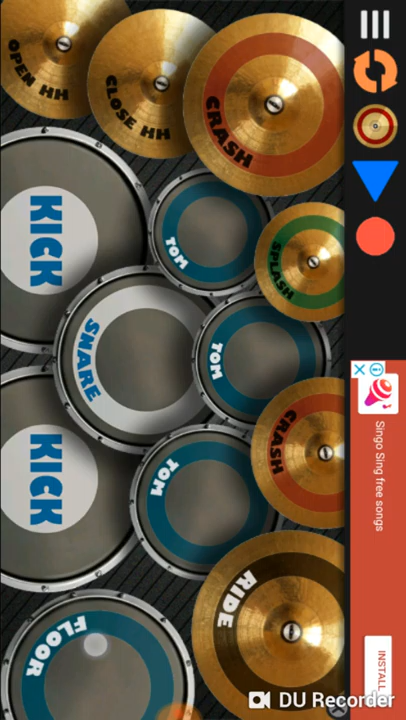 OPEN HH
CLOSE HH
CRASH
KICK
TOM
SPLASH
SNARE
TOM
KICK
TOM
CRASH
RIDE
FLOOR
Singo Sing free songs
INSTALL
DU Recorder